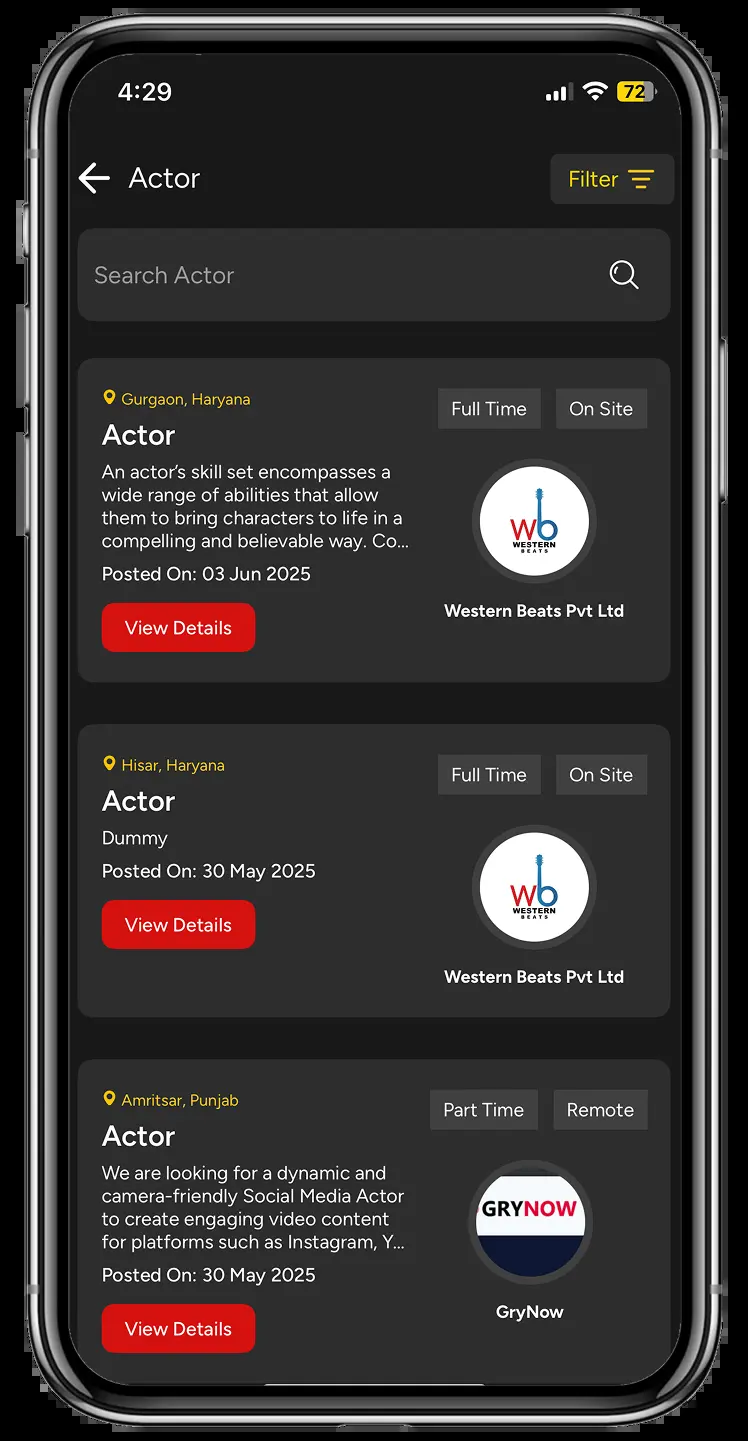 4:29
72
Actor
Filter
Search Actor
Gurgaon, Haryana
Full Time
On Site
Actor
An actor’s skill set encompasses a
wide range of abilities that allow
them to bring characters to life in a
compelling and believable way. Co...
Posted On: 03 Jun 2025
View Details
wb
WESTERN
BEATS
Western Beats Pvt Ltd
Hisar, Haryana
Full Time
On Site
Actor
Dummy
Posted On: 30 May 2025
View Details
wb
WESTERN
BEATS
Western Beats Pvt Ltd
Amritsar, Punjab
Part Time
Remote
Actor
We are looking for a dynamic and
camera-friendly Social Media Actor
to create engaging video content
for platforms such as Instagram, Y...
Posted On: 30 May 2025
View Details
GRYNOW
GryNow